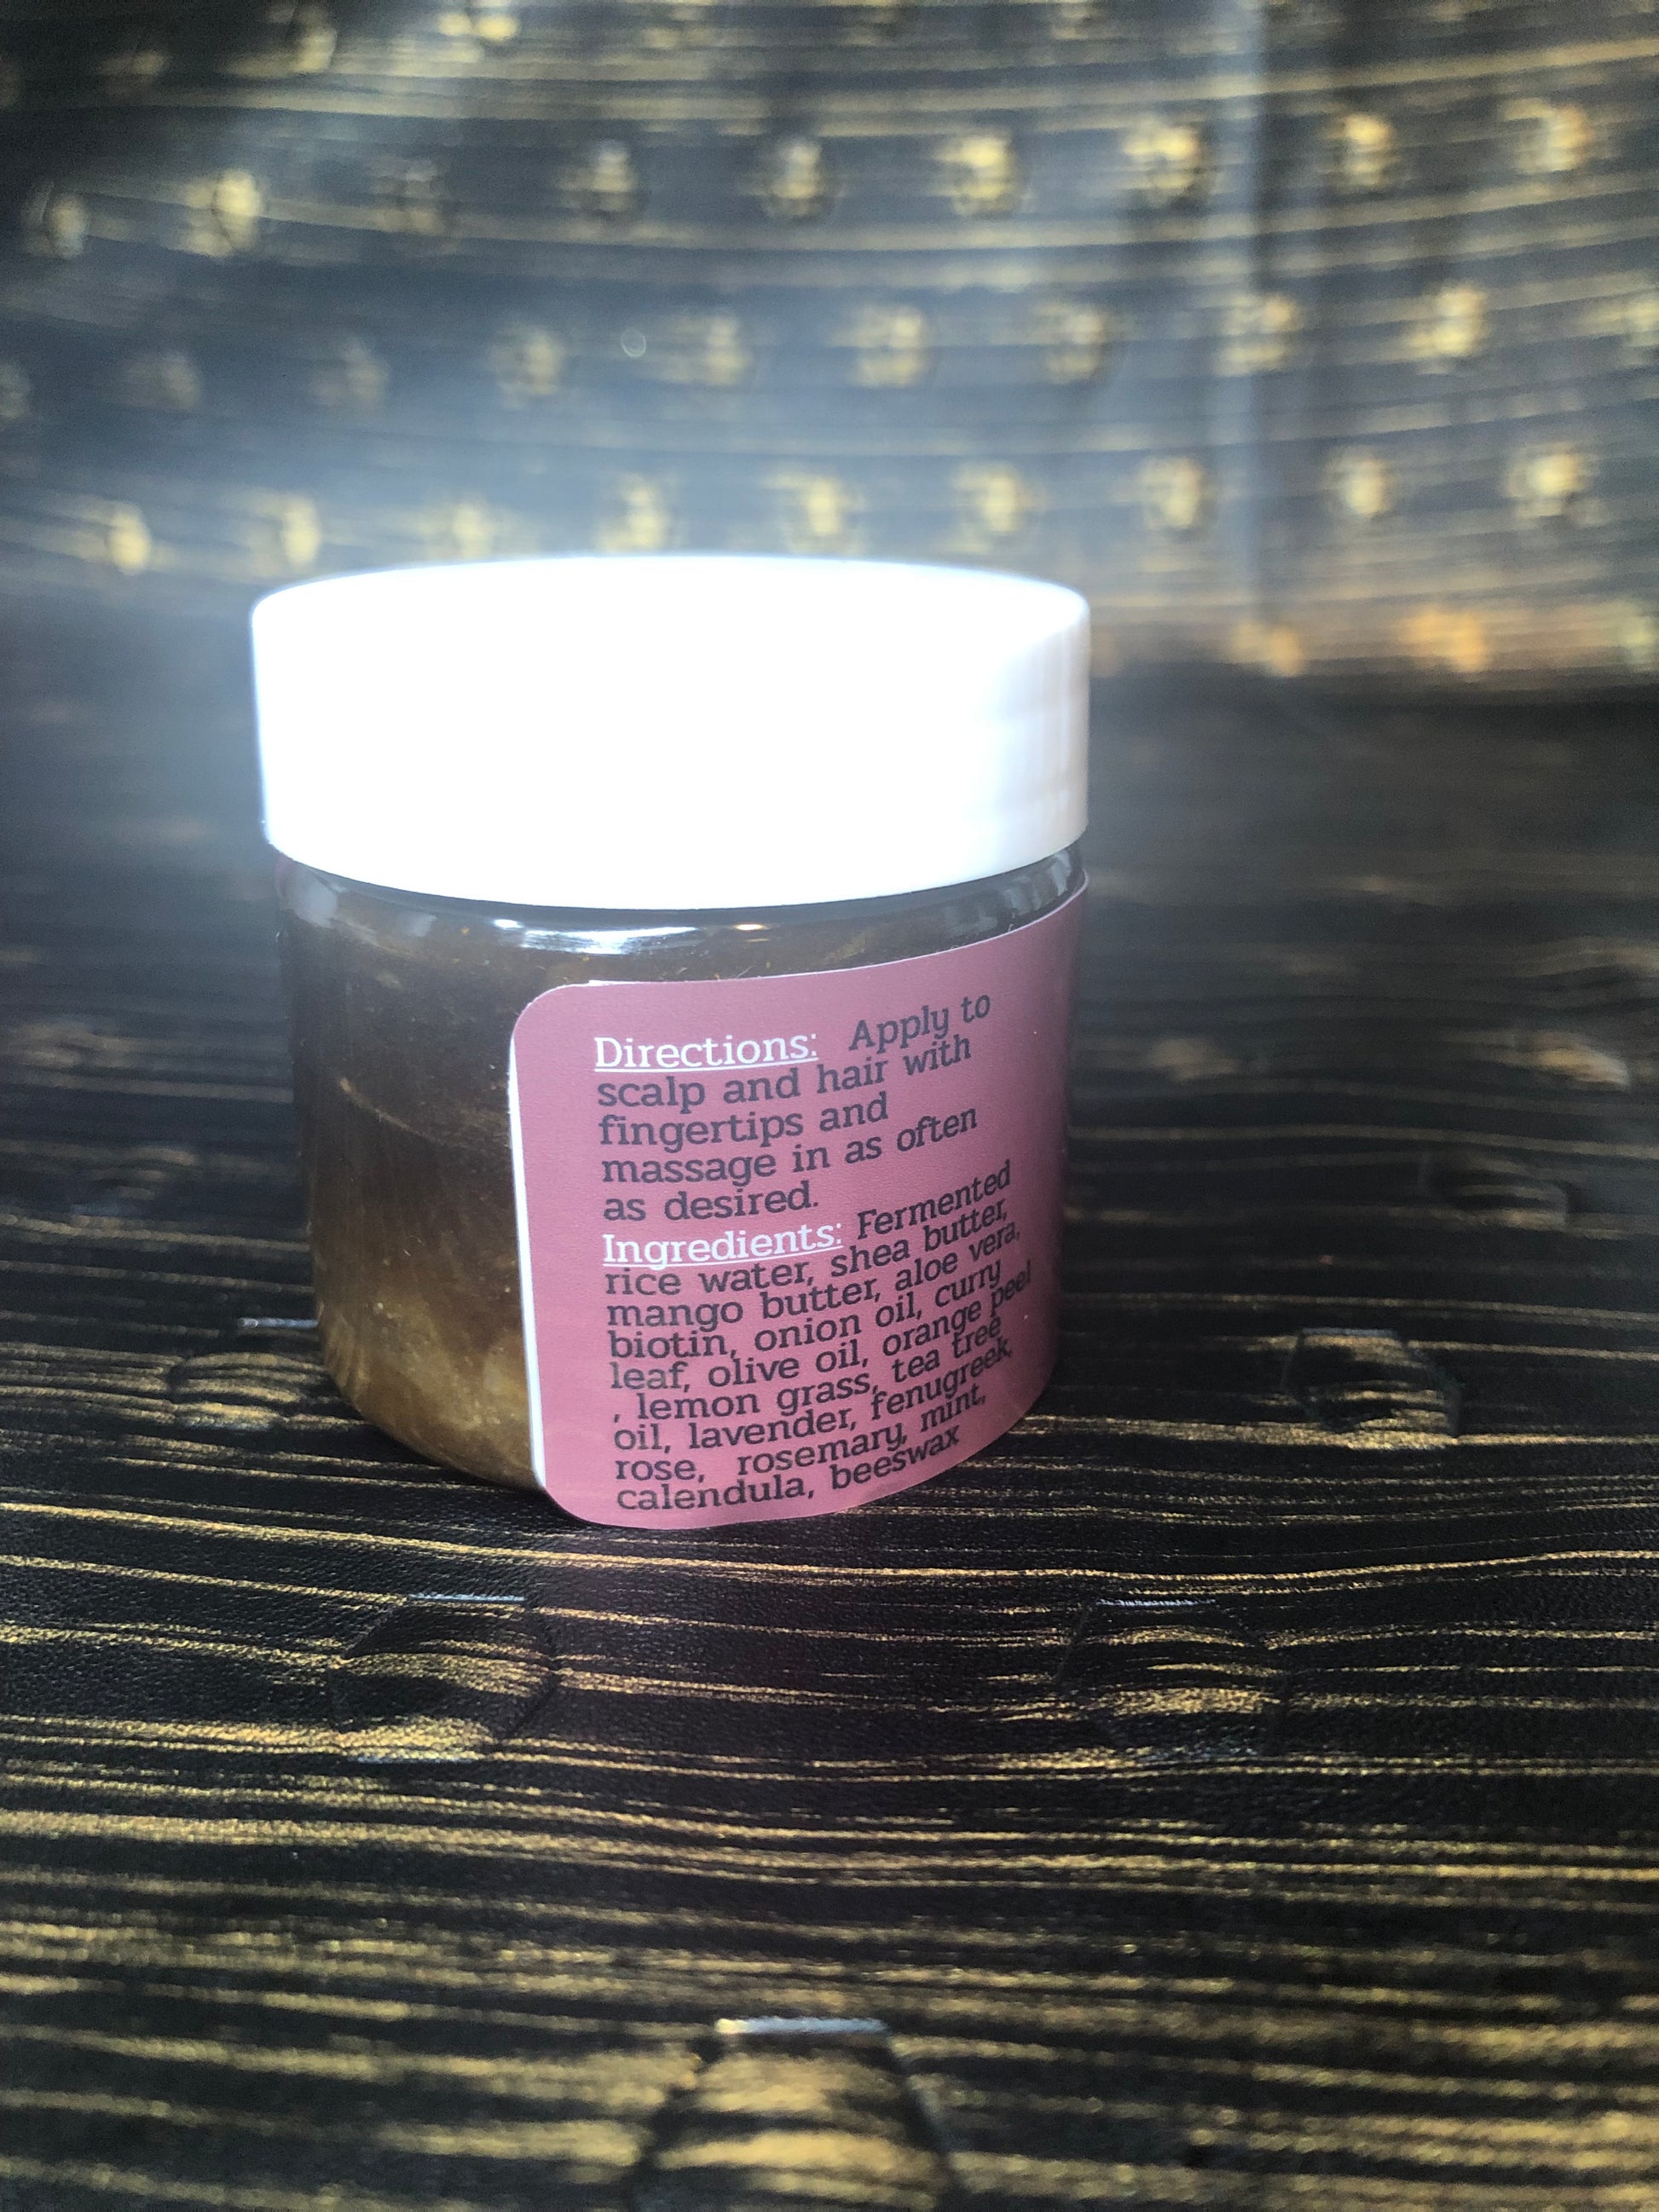 Directions: Apply to
scalp and hair with
fingertips and
massage in as often
as desired.
Ingredients: Fermented
rice water, shea butter,
mango butter, aloe vera,
biotin, onion oil, curry
leaf, olive oil, orange peel
, lemon grass, tea tree
oil, lavender, fenugreek,
rose, rosemary, mint,
calendula, beeswax